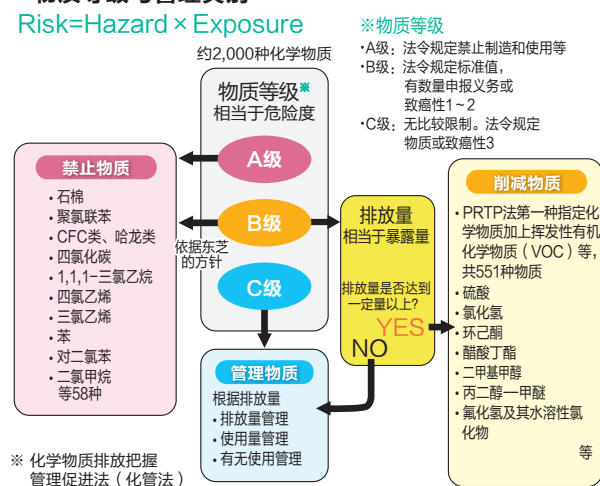 Risk=Hazard×Exposure
约2,000种化学物质
※物质等级
・A级：法令规定禁止制造和使用等
・B级：法令规定标准值，
有数量申报义务或
致癌性1~2
・C级：无比较限制。法令规定
物质或致癌性3
物质等级※
相当于危险度
A级
B级
C级
依据东芝
的方针
禁止物质
・石棉
・聚氯联苯
・CFC类、哈龙类
・四氯化碳
・1,1,1-三氯乙烷
・四氯乙烯
・三氯乙烯
・苯
・对二氯苯
・二氯甲烷
等58种
排放量
相当于暴露量
排放量是否达到
一定量以上?
YES
NO
削减物质
・PRTP法第一种指定化
学物质加上挥发性有机
化学物质（VOC）等，
共551种物质
・硫酸
・氯化氢
・环己酮
・醋酸丁酯
・二甲基甲醇
・丙二醇一甲醚
・氟化氢及其水溶性氯
化物
等
管理物质
根据排放量
・排放量管理
・使用量管理
・有无使用管理
※ 化学物质排放把握
管理促进法（化管法）